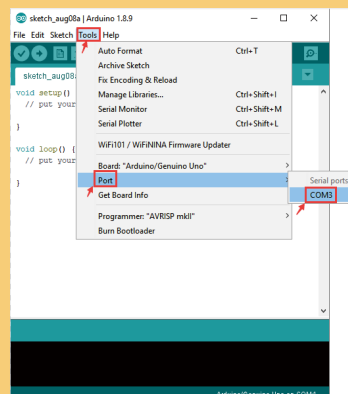 sketch_aug08a | Arduino 1.8.9
File Edit Sketch Tools Help
Auto Format Ctrl+T
Archive Sketch
Fix Encoding & Reload
Manage Libraries... Ctrl+Shift+I
Serial Monitor Ctrl+Shift+M
Serial Plotter Ctrl+Shift+L
WiFi101 / WiFiNINA Firmware Updater
Board: "Arduino/Genuino Uno"
Port
Get Board Info
Programmer: "AVRISP mkII"
Burn Bootloader
Serial ports
COM3
sketch_aug08a
void setup()
// put your
}
void loop() {
// put your
}